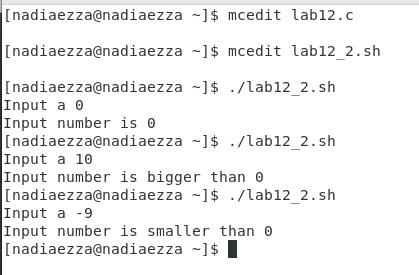 [nadiaezza@nadiaezza ~]$ mcedit lab12.c
[nadiaezza@nadiaezza ~]$ mcedit lab12_2.sh
[nadiaezza@nadiaezza ~]$ ./lab12_2.sh
Input a 0
Input number is 0
[nadiaezza@nadiaezza ~]$ ./lab12_2.sh
Input a 10
Input number is bigger than 0
[nadiaezza@nadiaezza ~]$ ./lab12_2.sh
Input a -9
Input number is smaller than 0
[nadiaezza@nadiaezza ~]$